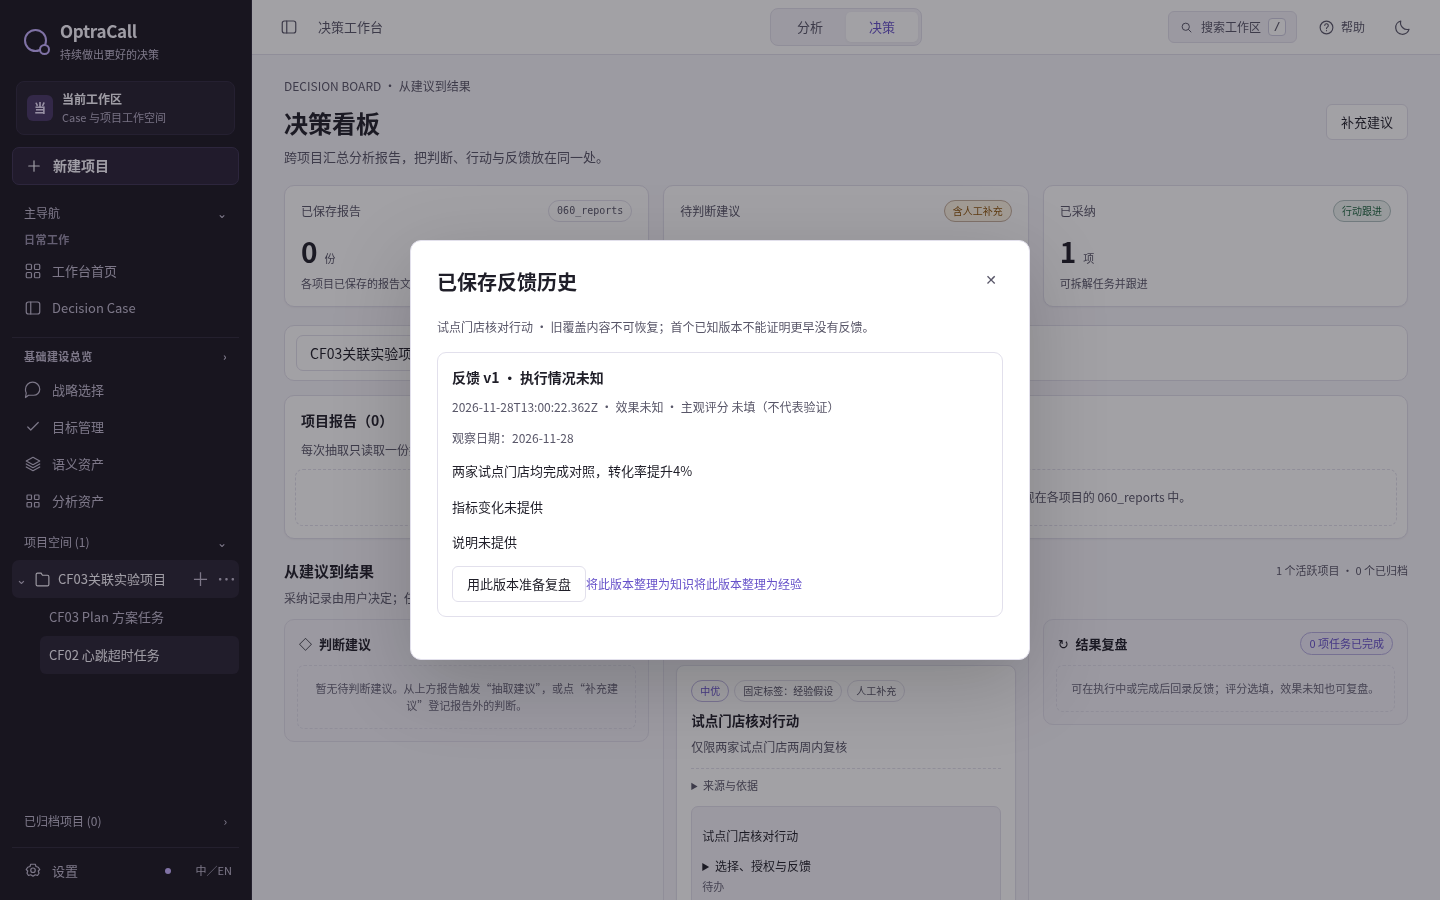 OptraCall
持续做出更好的决策
当
当前工作区
Case 与项目工作空间
新建项目
主导航
日常工作
工作台首页
Decision Case
基础建设总览
战略选择
目标管理
语义资产
分析资产
项目空间 (1)
CF03关联实验项目
CF03 Plan 方案任务
CF02 心跳超时任务
已归档项目 (0)
设置
中／EN
决策工作台
分析
决策
搜索工作区
/
帮助
DECISION BOARD · 从建议到结果
决策看板
跨项目汇总分析报告，把判断、行动与反馈放在同一处。
补充建议
已保存报告
060_reports
0 份
各项目已保存的报告文
待判断建议
含人工补充
已采纳
行动跟进
1 项
可拆解任务并跟进
CF03关联实验项
项目报告（0）
每次抽取只读取一份
在各项目的 060_reports 中。
已保存反馈历史
×
试点门店核对行动 · 旧覆盖内容不可恢复；首个已知版本不能证明更早没有反馈。
反馈 v1 · 执行情况未知
2026-11-28T13:00:22.362Z · 效果未知 · 主观评分 未填（不代表验证）
观察日期：2026-11-28
两家试点门店均完成对照，转化率提升4%
指标变化未提供
说明未提供
用此版本准备复盘
将此版本整理为知识将此版本整理为经验
从建议到结果
采纳记录由用户决定；
1 个活跃项目 · 0 个已归档
判断建议
暂无待判断建议。从上方报告触发“抽取建议”，或点“补充建
议”登记报告外的判断。
中优
固定标签：经验假设
人工补充
试点门店核对行动
仅限两家试点门店两周内复核
来源与依据
试点门店核对行动
选择、授权与反馈
待办
结果复盘
0 项任务已完成
可在执行中或完成后回录反馈；评分选填，效果未知也可复盘。